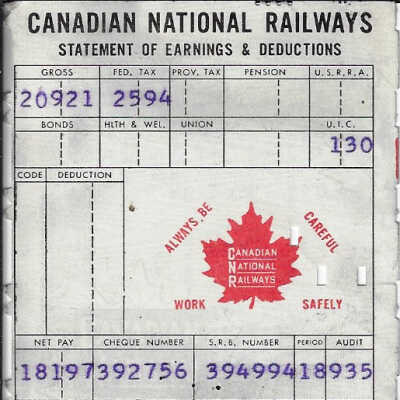 CANADIAN NATIONAL RAILWAYS
STATEMENT OF EARNINGS & DEDUCTIONS
GROSS FED. TAX PROV. TAX PENSION U.S.R.R.A.
20921 2594
BONDS HLTH & WEL. UNION U.I.C.
130
CODE DEDUCTION
ALWAYS BE CAREFUL
CANADIAN
NATIONAL
RAILWAYS
WORK SAFELY
NET PAY CHEQUE NUMBER S.R.B. NUMBER PERIOD AUDIT
18197392756 39499418935